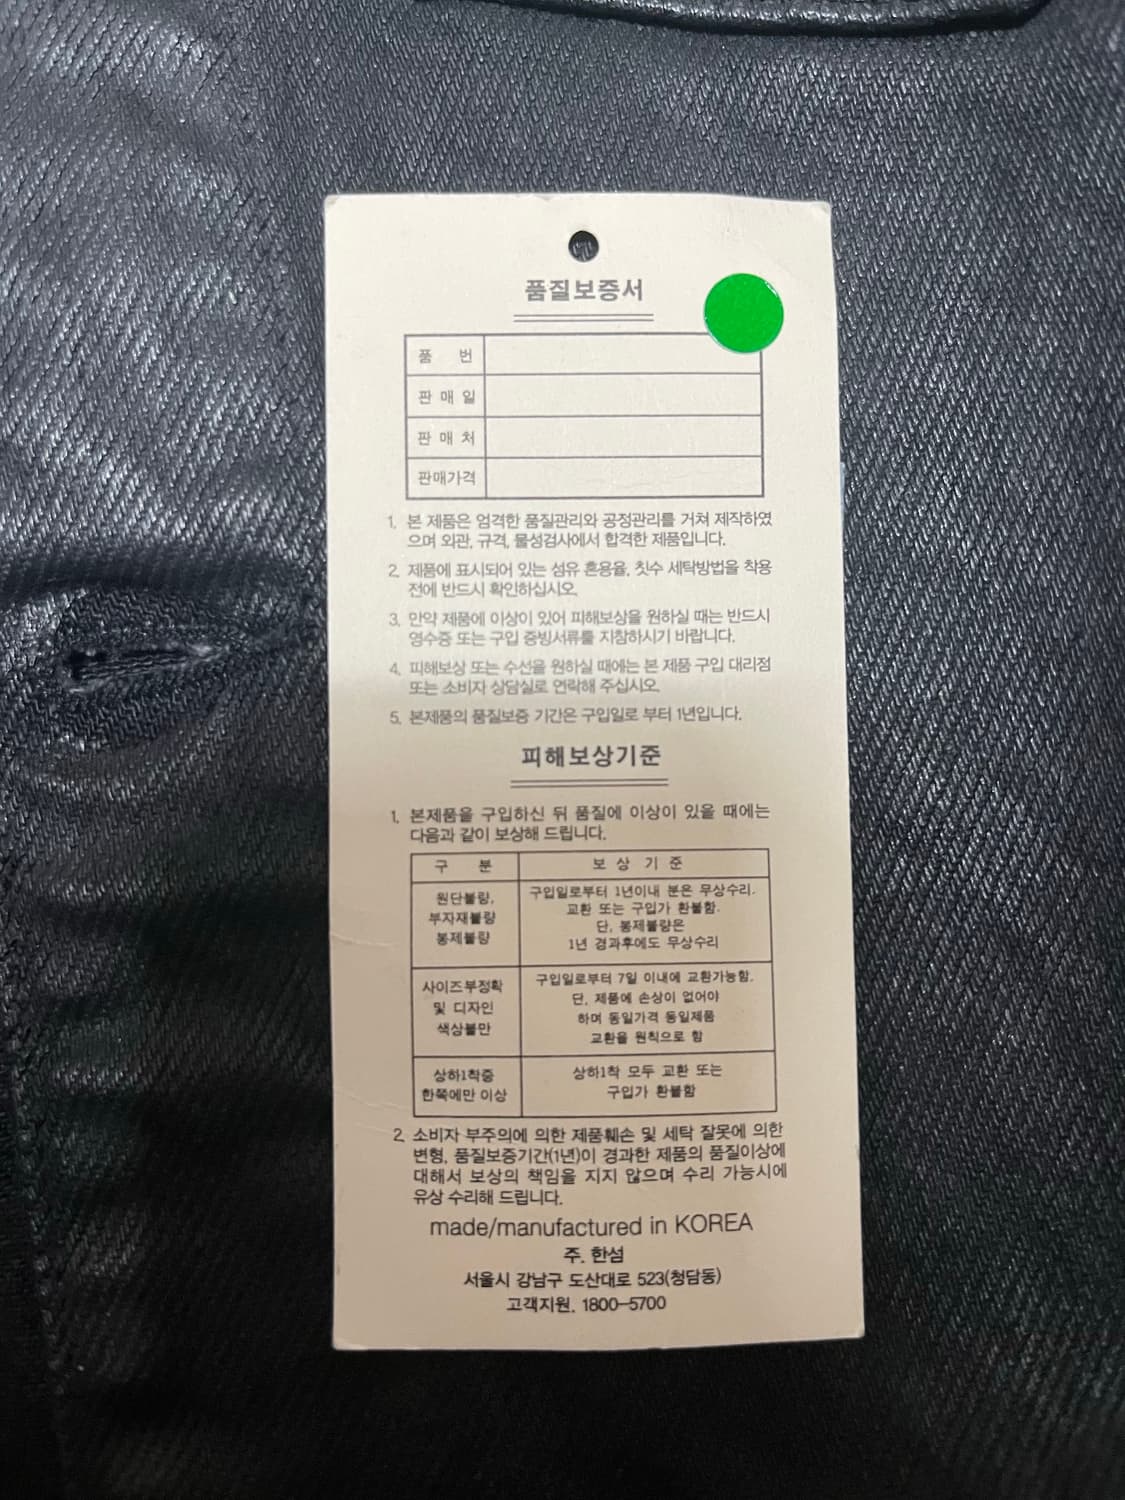 품질보증서
품 번
판 매 일
판 매 처
판매가격
1. 본 제품은 엄격한 품질관리와 공정관리를 거쳐 제작하였
으며 외관, 규격, 물성검사에서 합격한 제품입니다.
2. 제품에 표시되어 있는 섬유 혼용율, 칫수 세탁방법을 착용
전에 반드시 확인하십시오.
3. 만약 제품에 이상이 있어 피해보상을 원하실 때는 반드시
영수증 또는 구입 증빙서류를 지참하시기 바랍니다.
4. 피해보상 또는 수선을 원하실 때에는 본 제품 구입 대리점
또는 소비자 상담실로 연락해 주십시오.
5. 본제품의 품질보증 기간은 구입일로 부터 1년입니다.
피해보상기준
1. 본제품을 구입하신 뒤 품질에 이상이 있을 때에는
다음과 같이 보상해 드립니다.
구 분 보 상 기 준
원단불량,
부자재불량
봉제불량
구입일로부터 1년이내 분은 무상수리.
교환 또는 구입가 환불함.
단, 봉제불량은
1년 경과후에도 무상수리
사이즈부정확
및 디자인
색상불만
구입일로부터 7일 이내에 교환가능함.
단, 제품에 손상이 없어야
하며 동일가격 동일제품
교환을 원칙으로 함
상하1착중
한쪽에만 이상
상하1착 모두 교환 또는
구입가 환불함
2. 소비자 부주의에 의한 제품훼손 및 세탁 잘못에 의한
변형, 품질보증기간(1년)이 경과한 제품의 품질이상에
대해서 보상의 책임을 지지 않으며 수리 가능시에
유상 수리해 드립니다.
made/manufactured in KOREA
주. 한섬
서울시 강남구 도산대로 523(청담동)
고객지원. 1800-5700